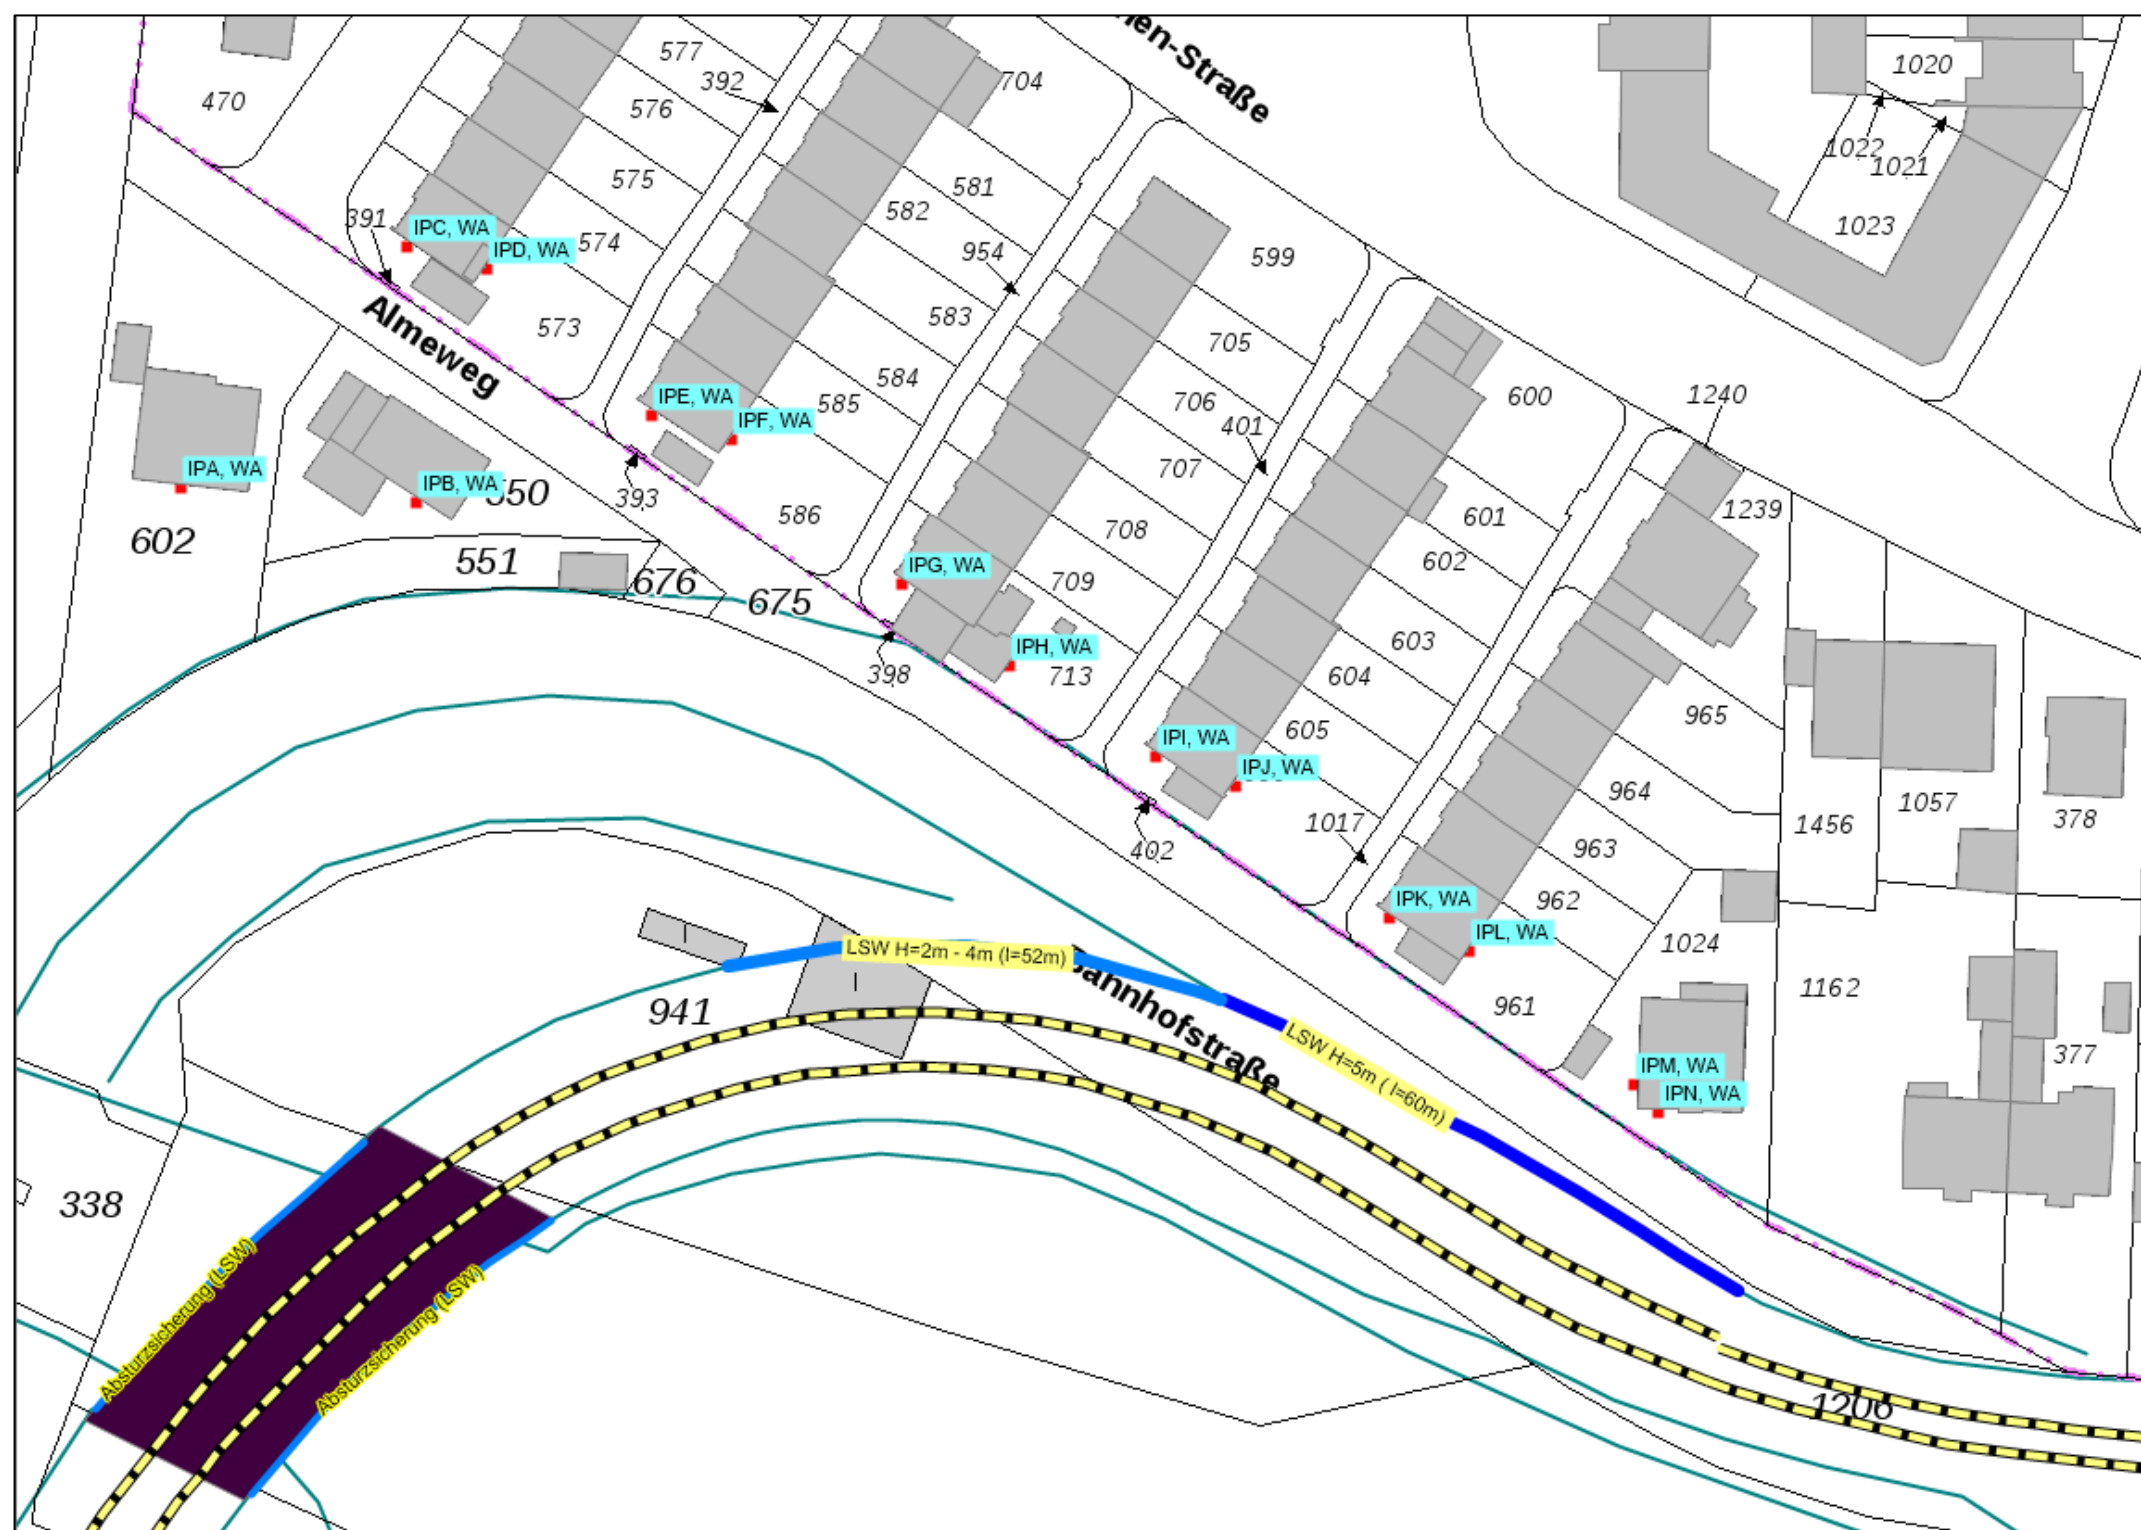 nen-Straße
577
392
704
1020
470
576
1022
1021
575
581
582
1023
391
IPC, WA
IPD, WA
574
954
599
573
583
705
Almeweg
584
585
IPE, WA
IPF, WA
706
401
600
1240
IPA, WA
IPB, WA
550
393
707
586
601
1239
602
551
676
675
708
709
602
IPG, WA
IPH, WA
713
398
603
604
605
965
IPI, WA
IPJ, WA
402
1017
964
963
1456
1057
378
IPK, WA
IPL, WA
962
1024
961
1162
377
LSW H=2m - 4m (l=52m)
Bahnhofstraße
941
LSW H=5m ( l=60m)
IPM, WA
IPN, WA
338
Absturzsicherung (LSW)
Absturzsicherung (LSW)
1206